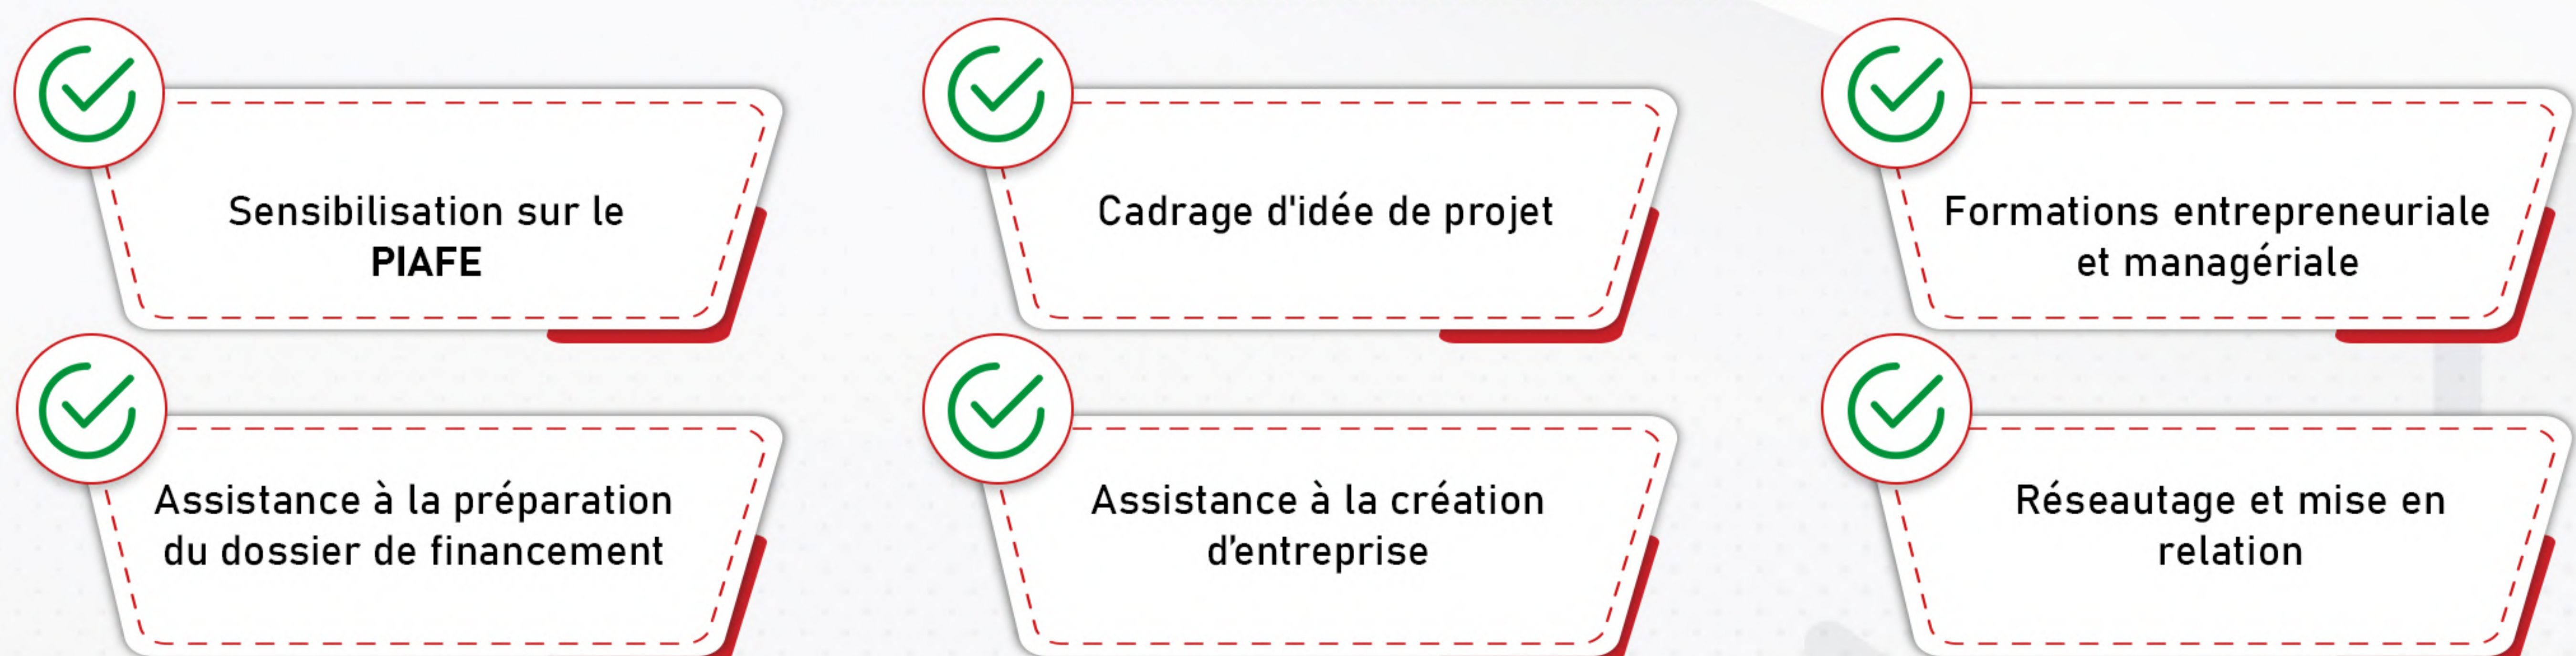 Sensibilisation sur le
PIAFE
Cadrage d'idée de projet
Formations entrepreneuriale
et managériale
Assistance à la préparation
du dossier de financement
Assistance à la création
d’entreprise
Réseautage et mise en
relation